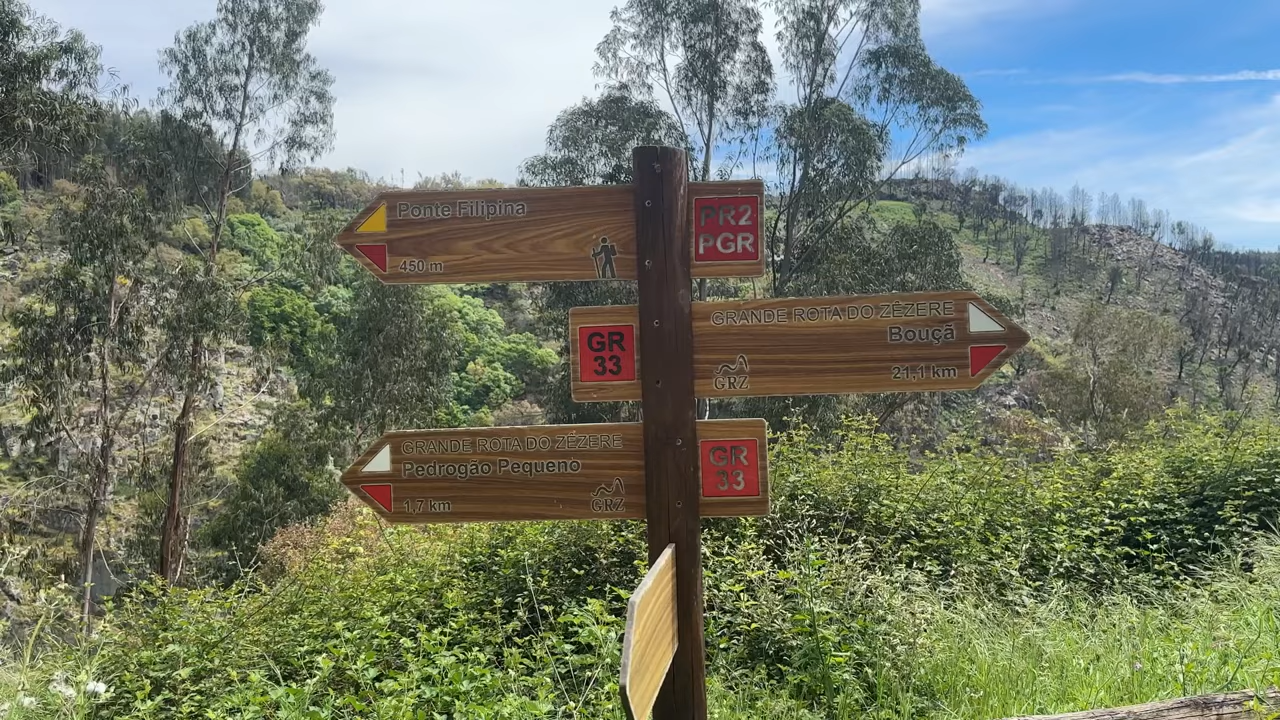 Ponte Filipina
450 m
PR2
PGR
GR
33
GRANDE ROTA DO ZÊZERE
Bouçã
21,1 km
GRZ
GRANDE ROTA DO ZÊZERE
Pedrogão Pequeno
1,7 km
GRZ
GR
33